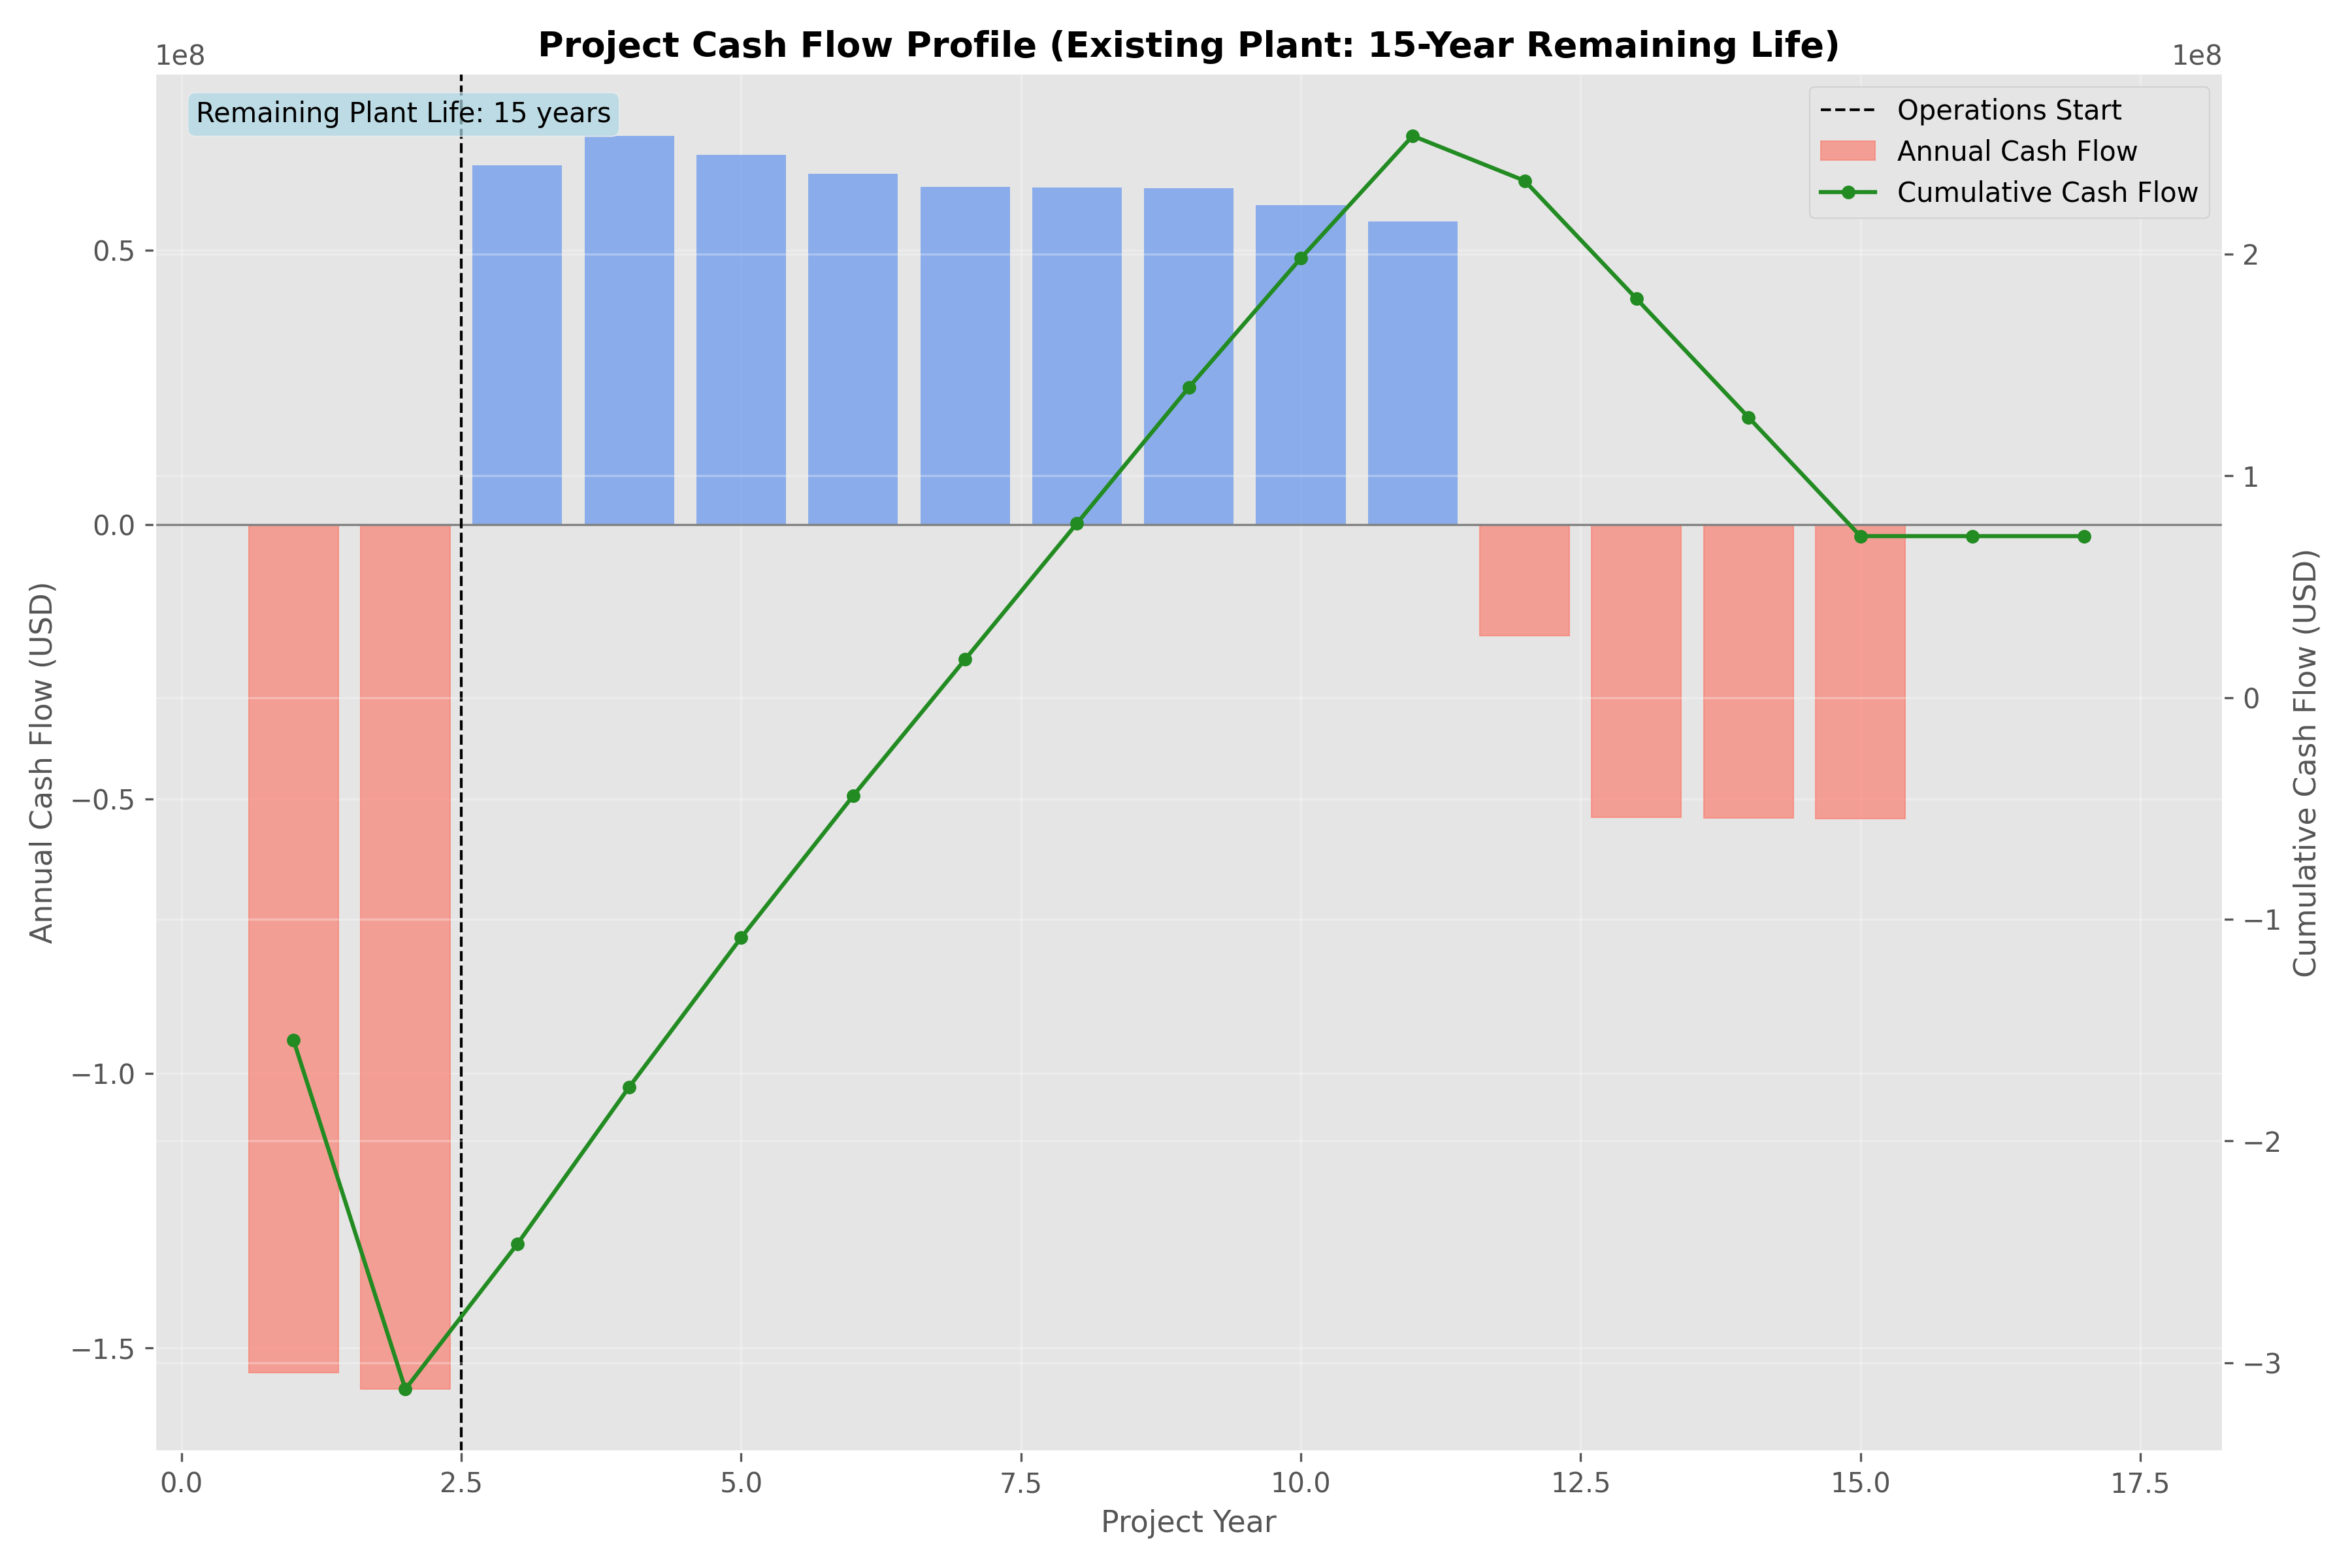 Project Cash Flow Profile (Existing Plant: 15-Year Remaining Life)
1e8
1e8
Remaining Plant Life: 15 years
Operations Start
Annual Cash Flow
Cumulative Cash Flow
Annual Cash Flow (USD)
0.5
0.0
−0.5
−1.0
−1.5
2
1
0
−1
−2
−3
Cumulative Cash Flow (USD)
0.0 2.5 5.0 7.5 10.0 12.5 15.0 17.5
Project Year